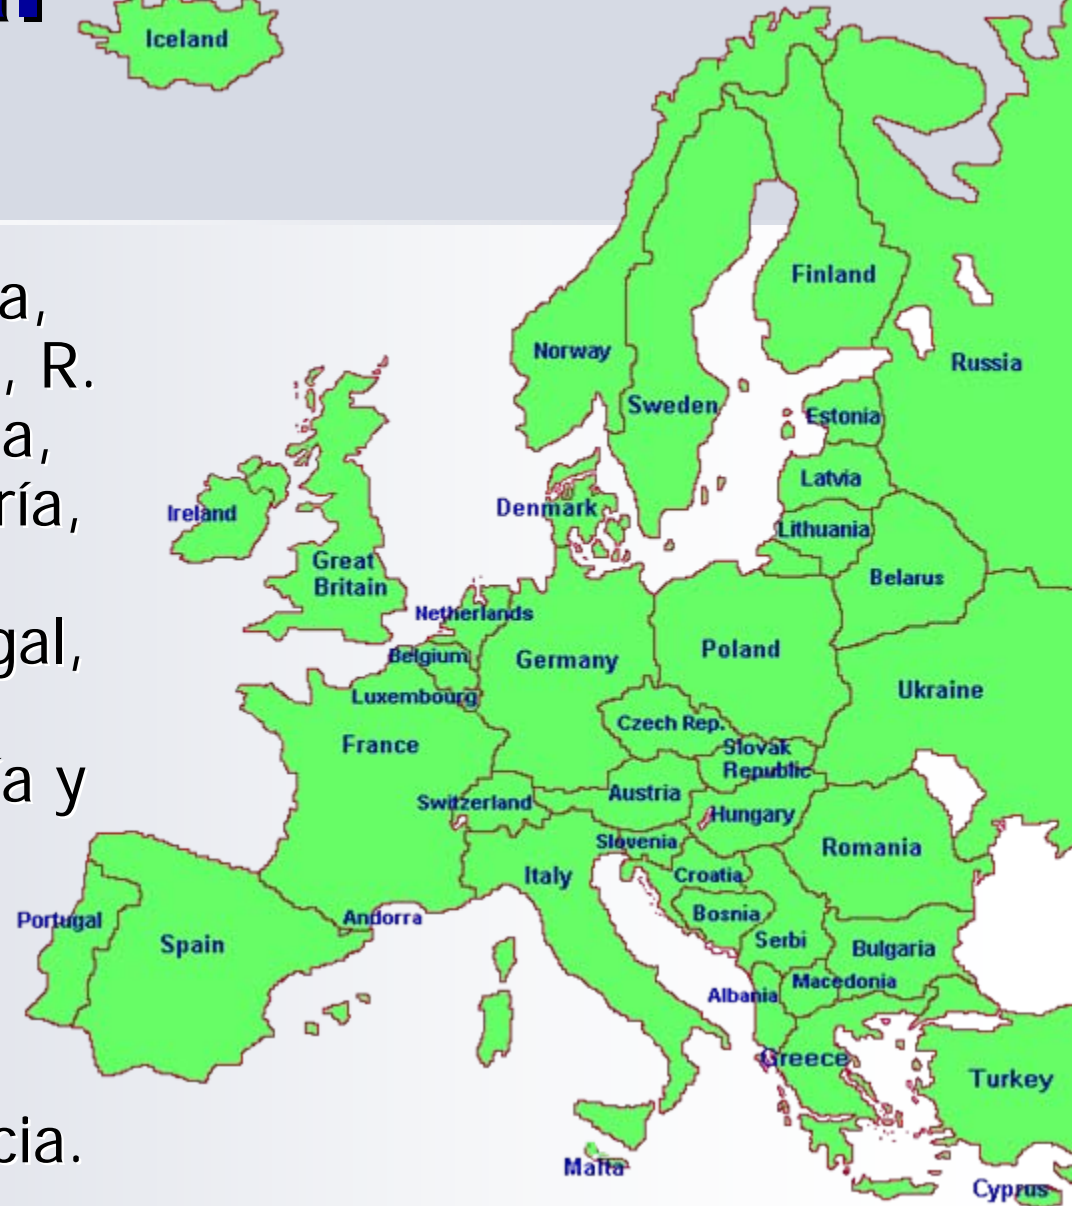 Iceland
a,
, R.
a,
ría,
gal,
ía y
cia.
Finland
Norway
Russia
Sweden
Estonia
Latvia
Denmark
Ireland
Lithuania
Great
Britain
Belarus
Netherlands
Belgium
Germany
Poland
Luxembourg
Ukraine
France
Czech Rep.
Slovak
Republic
Switzerland
Austria
Hungary
Slovenia
Romania
Italy
Croatia
Portugal
Andorra
Bosnia
Spain
Serbi
Bulgaria
Macedonia
Albania
Greece
Turkey
Malta
Cyprus